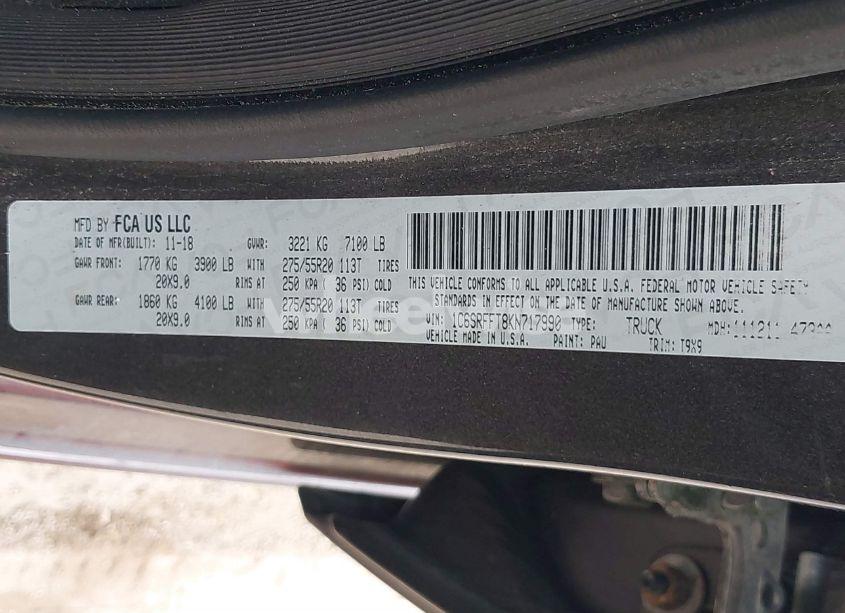 MFD BY FCA US LLC
DATE OF MFR(BUILT): 11-18 GVWR: 3221 KG 7100 LB
GAWR FRONT: 1770 KG 3900 LB WITH 275/55R20 113T TIRES
20X9.0 RIMS AT 250 KPA ( 36 PSI) COLD
GAWR REAR: 1860 KG 4100 LB WITH 275/55R20 113T TIRES
20X9.0 RIMS AT 250 KPA ( 36 PSI) COLD
THIS VEHICLE CONFORMS TO ALL APPLICABLE U.S.A. FEDERAL MOTOR VEHICLE SAFETY
STANDARDS IN EFFECT ON THE DATE OF MANUFACTURE SHOWN ABOVE.
VIN: 1C6SRFFT8KN717990 TYPE: TRUCK MDH:
VEHICLE MADE IN U.S.A. PAINT: PAU TRIM: T9X9